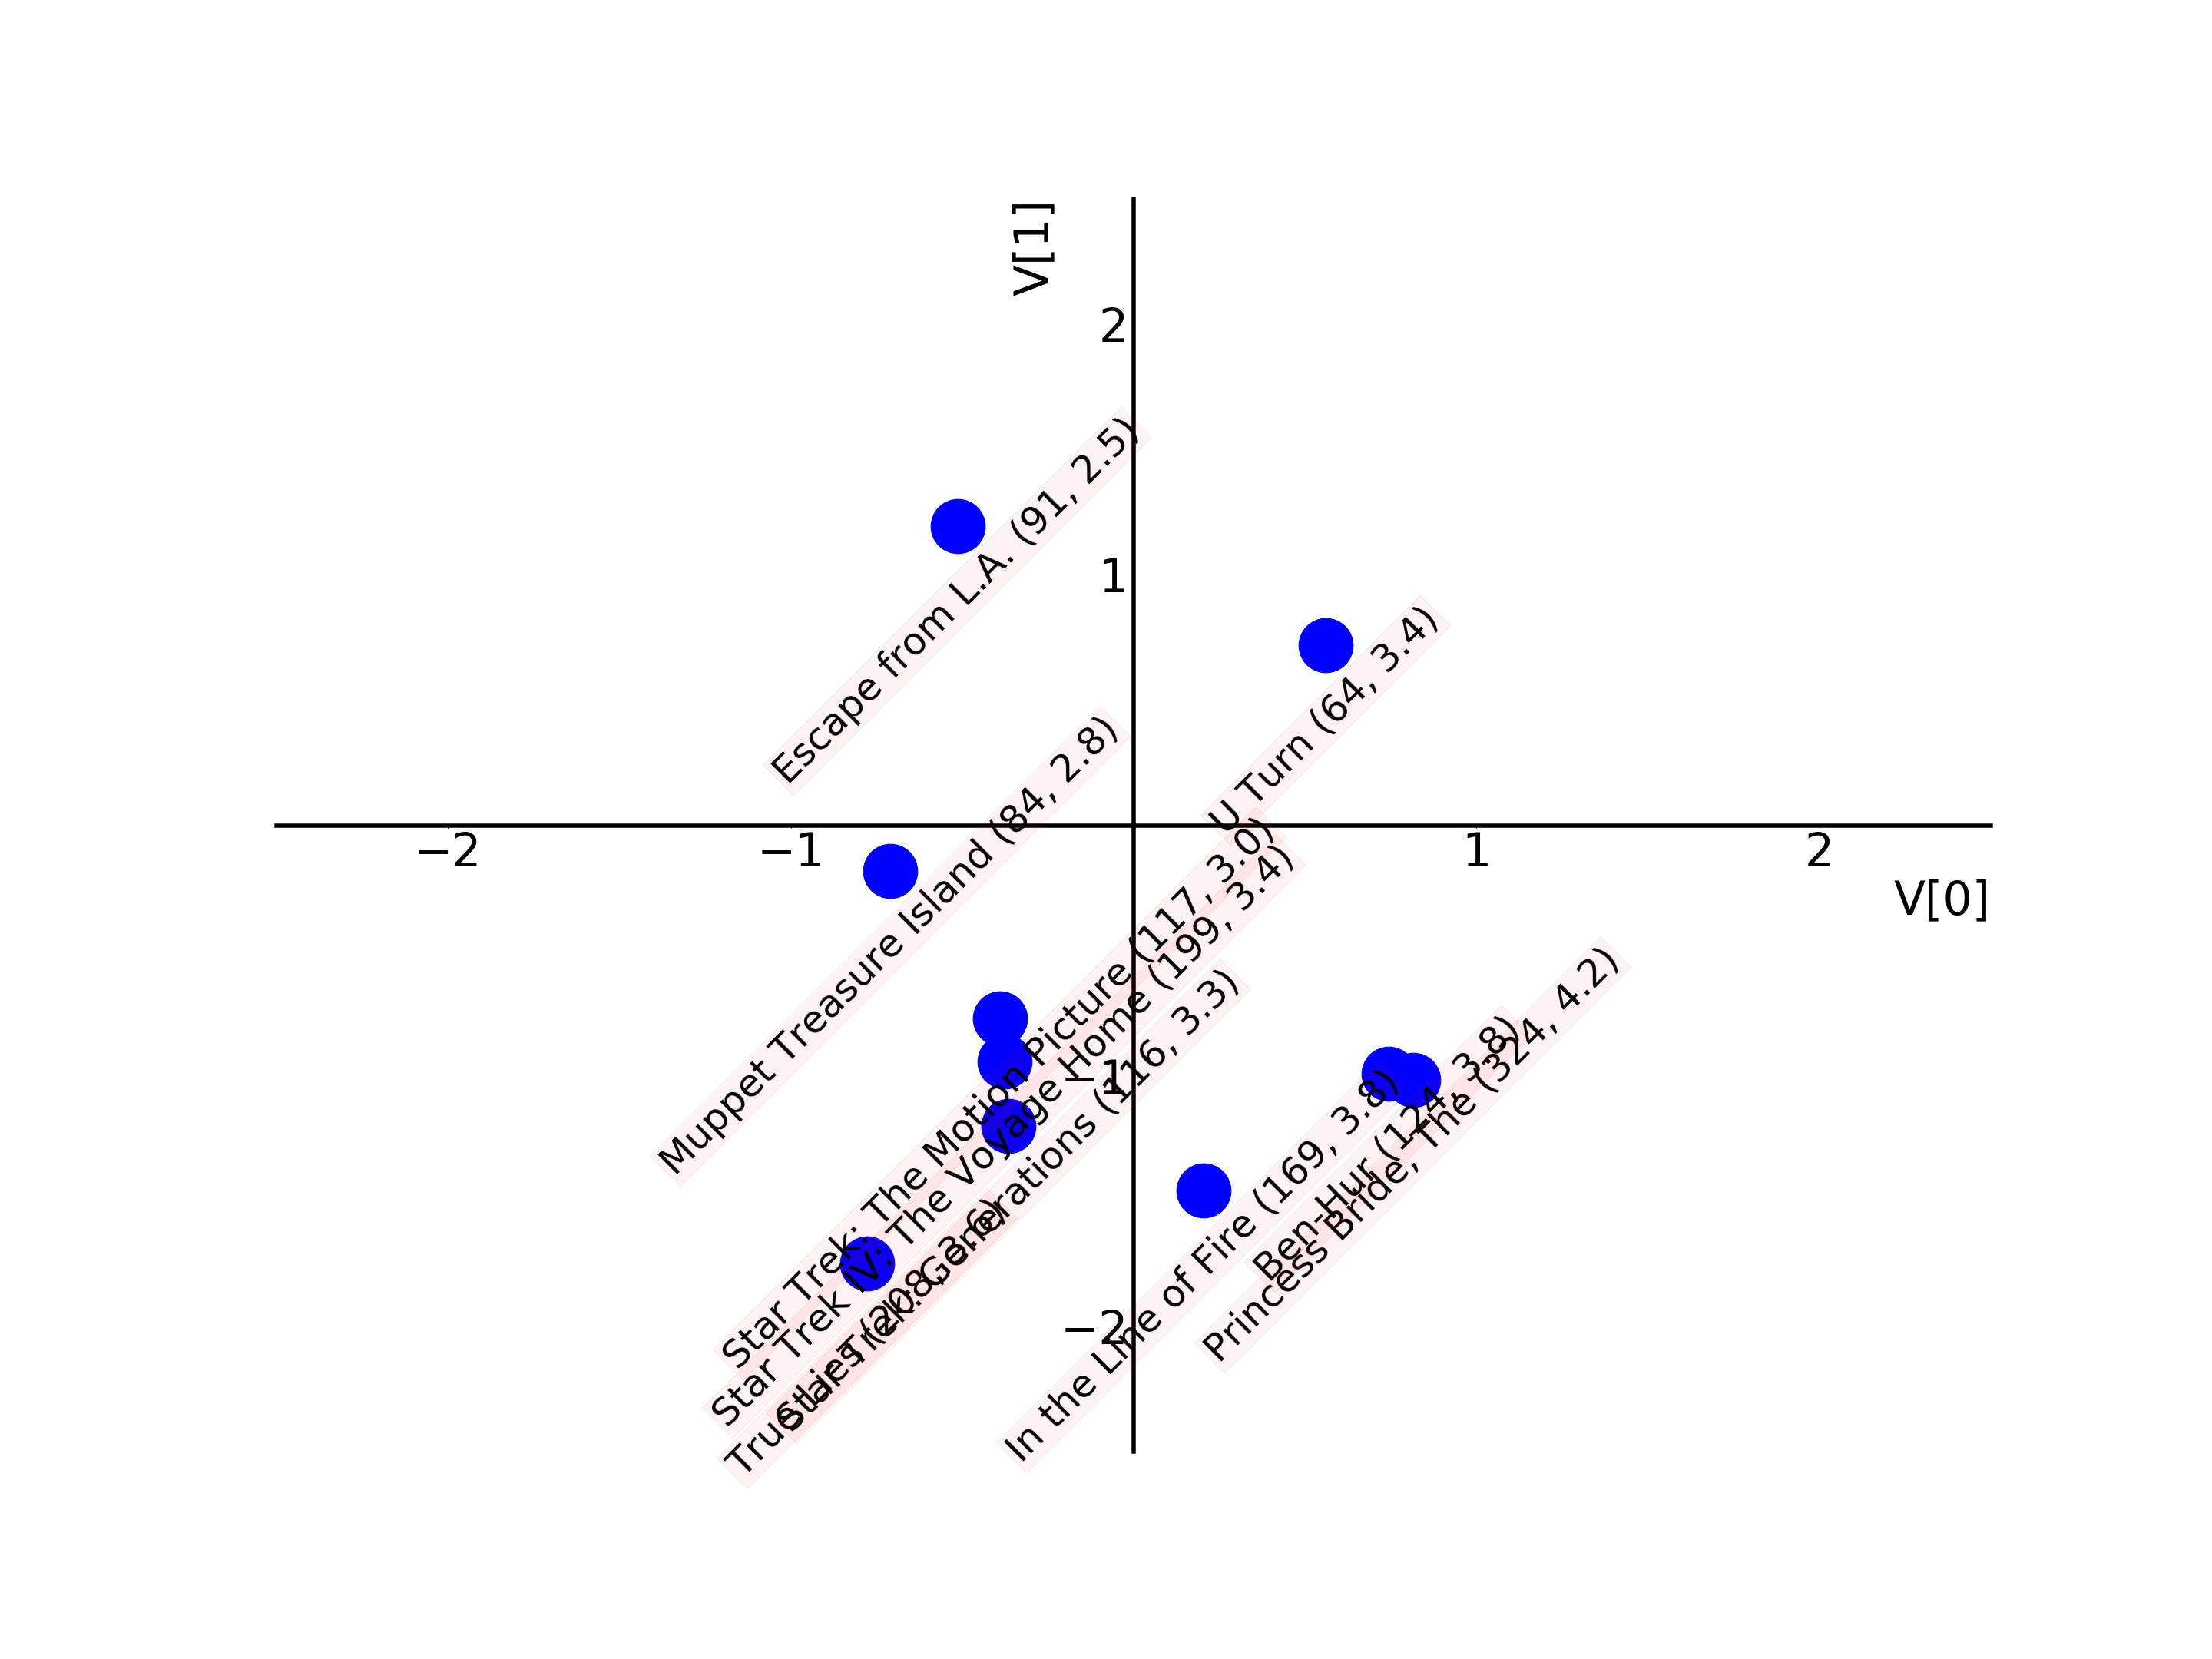 V[1]
2
1
−2
−1
1
2
V[0]
−1
−2
Escape from L.A. (91, 2.5)
U Turn (64, 3.4)
Muppet Treasure Island (84, 2.8)
Star Trek: The Motion Picture (117, 3.0)
Star Trek IV: The Voyage Home (199, 3.4)
Star Trek: Generations (116, 3.3)
True Lies (208, 3.6)
In the Line of Fire (169, 3.8)
Ben-Hur (124, 3.8)
Princess Bride, The (324, 4.2)